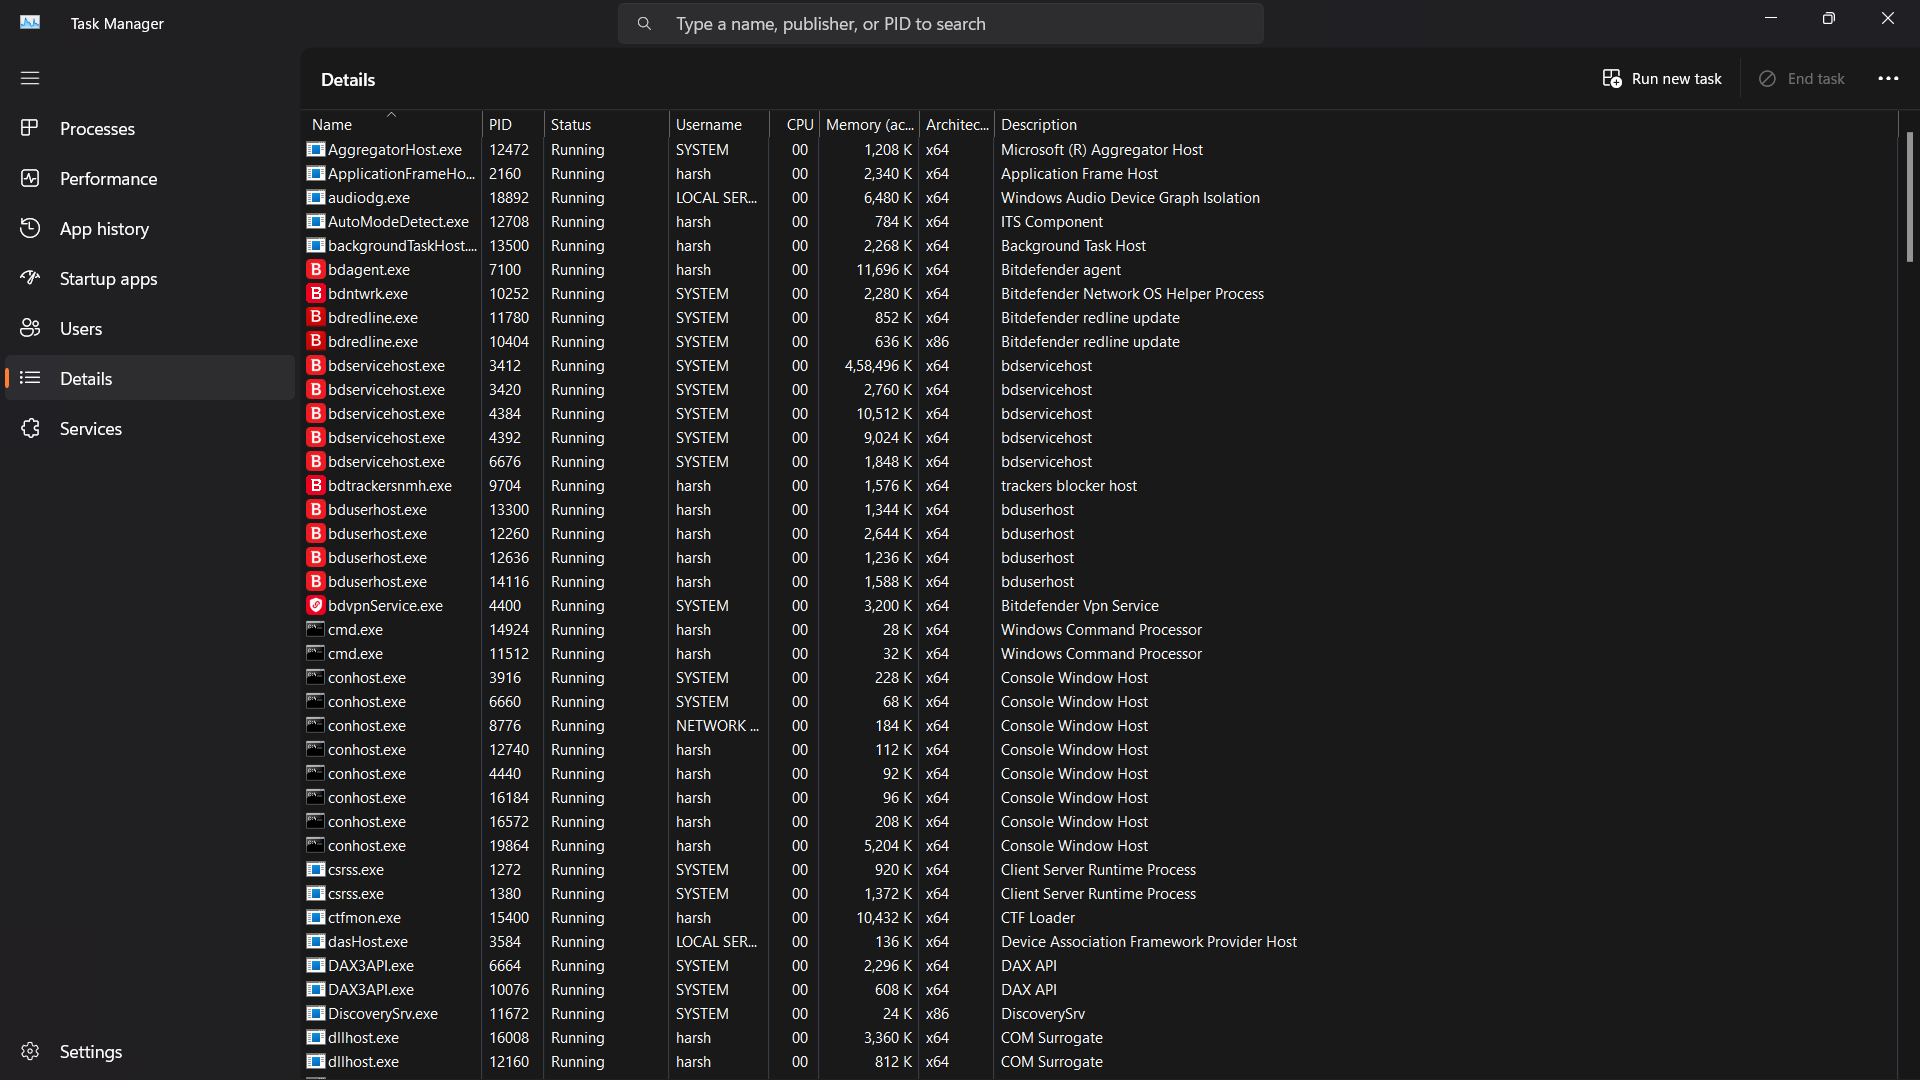 Task Manager
Type a name, publisher, or PID to search
Details
Run new task
End task
Processes
Performance
App history
Startup apps
Users
Details
Services
Settings
Name PID Status Username CPU Memory (ac... Architec... Description
AggregatorHost.exe 12472 Running SYSTEM 00 1,208 K x64 Microsoft (R) Aggregator Host
ApplicationFrameHo... 2160 Running harsh 00 2,340 K x64 Application Frame Host
audiodg.exe 18892 Running LOCAL SER... 00 6,480 K x64 Windows Audio Device Graph Isolation
AutoModeDetect.exe 12708 Running harsh 00 784 K x64 ITS Component
backgroundTaskHost.... 13500 Running harsh 00 2,268 K x64 Background Task Host
bdagent.exe 7100 Running harsh 00 11,696 K x64 Bitdefender agent
bdntwrk.exe 10252 Running SYSTEM 00 2,280 K x64 Bitdefender Network OS Helper Process
bdredline.exe 11780 Running SYSTEM 00 852 K x64 Bitdefender redline update
bdredline.exe 10404 Running SYSTEM 00 636 K x86 Bitdefender redline update
bdservicehost.exe 3412 Running SYSTEM 00 4,58,496 K x64 bdservicehost
bdservicehost.exe 3420 Running SYSTEM 00 2,760 K x64 bdservicehost
bdservicehost.exe 4384 Running SYSTEM 00 10,512 K x64 bdservicehost
bdservicehost.exe 4392 Running SYSTEM 00 9,024 K x64 bdservicehost
bdservicehost.exe 6676 Running SYSTEM 00 1,848 K x64 bdservicehost
bdtrackersnmh.exe 9704 Running harsh 00 1,576 K x64 trackers blocker host
bduserhost.exe 13300 Running harsh 00 1,344 K x64 bduserhost
bduserhost.exe 12260 Running harsh 00 2,644 K x64 bduserhost
bduserhost.exe 12636 Running harsh 00 1,236 K x64 bduserhost
bduserhost.exe 14116 Running harsh 00 1,588 K x64 bduserhost
bdvpnService.exe 4400 Running SYSTEM 00 3,200 K x64 Bitdefender Vpn Service
cmd.exe 14924 Running harsh 00 28 K x64 Windows Command Processor
cmd.exe 11512 Running harsh 00 32 K x64 Windows Command Processor
conhost.exe 3916 Running SYSTEM 00 228 K x64 Console Window Host
conhost.exe 6660 Running SYSTEM 00 68 K x64 Console Window Host
conhost.exe 8776 Running NETWORK ... 00 184 K x64 Console Window Host
conhost.exe 12740 Running harsh 00 112 K x64 Console Window Host
conhost.exe 4440 Running harsh 00 92 K x64 Console Window Host
conhost.exe 16184 Running harsh 00 96 K x64 Console Window Host
conhost.exe 16572 Running harsh 00 208 K x64 Console Window Host
conhost.exe 19864 Running harsh 00 5,204 K x64 Console Window Host
csrss.exe 1272 Running SYSTEM 00 920 K x64 Client Server Runtime Process
csrss.exe 1380 Running SYSTEM 00 1,372 K x64 Client Server Runtime Process
ctfmon.exe 15400 Running harsh 00 10,432 K x64 CTF Loader
dasHost.exe 3584 Running LOCAL SER... 00 136 K x64 Device Association Framework Provider Host
DAX3API.exe 6664 Running SYSTEM 00 2,296 K x64 DAX API
DAX3API.exe 10076 Running SYSTEM 00 608 K x64 DAX API
DiscoverySrv.exe 11672 Running SYSTEM 00 24 K x86 DiscoverySrv
dllhost.exe 16008 Running harsh 00 3,360 K x64 COM Surrogate
dllhost.exe 12160 Running harsh 00 812 K x64 COM Surrogate